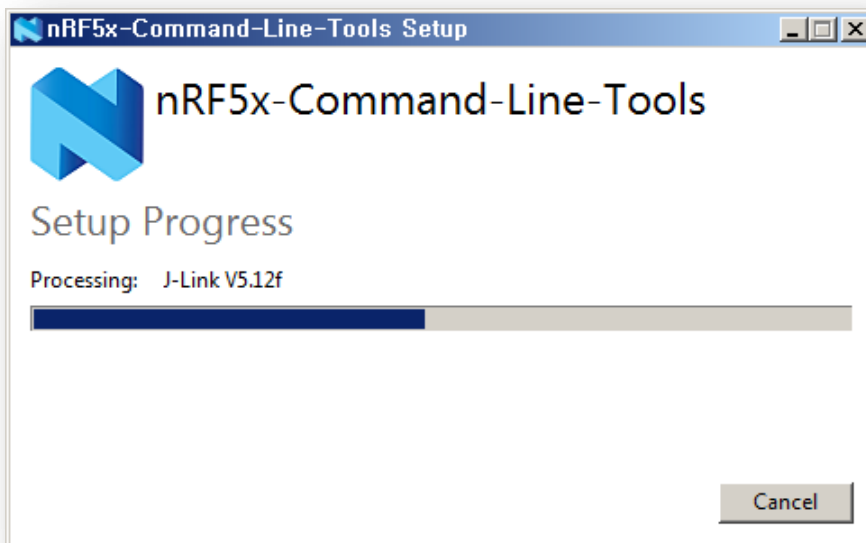 nRF5x-Command-Line-Tools Setup
nRF5x-Command-Line-Tools
Setup Progress
Processing: J-Link V5.12f
Cancel